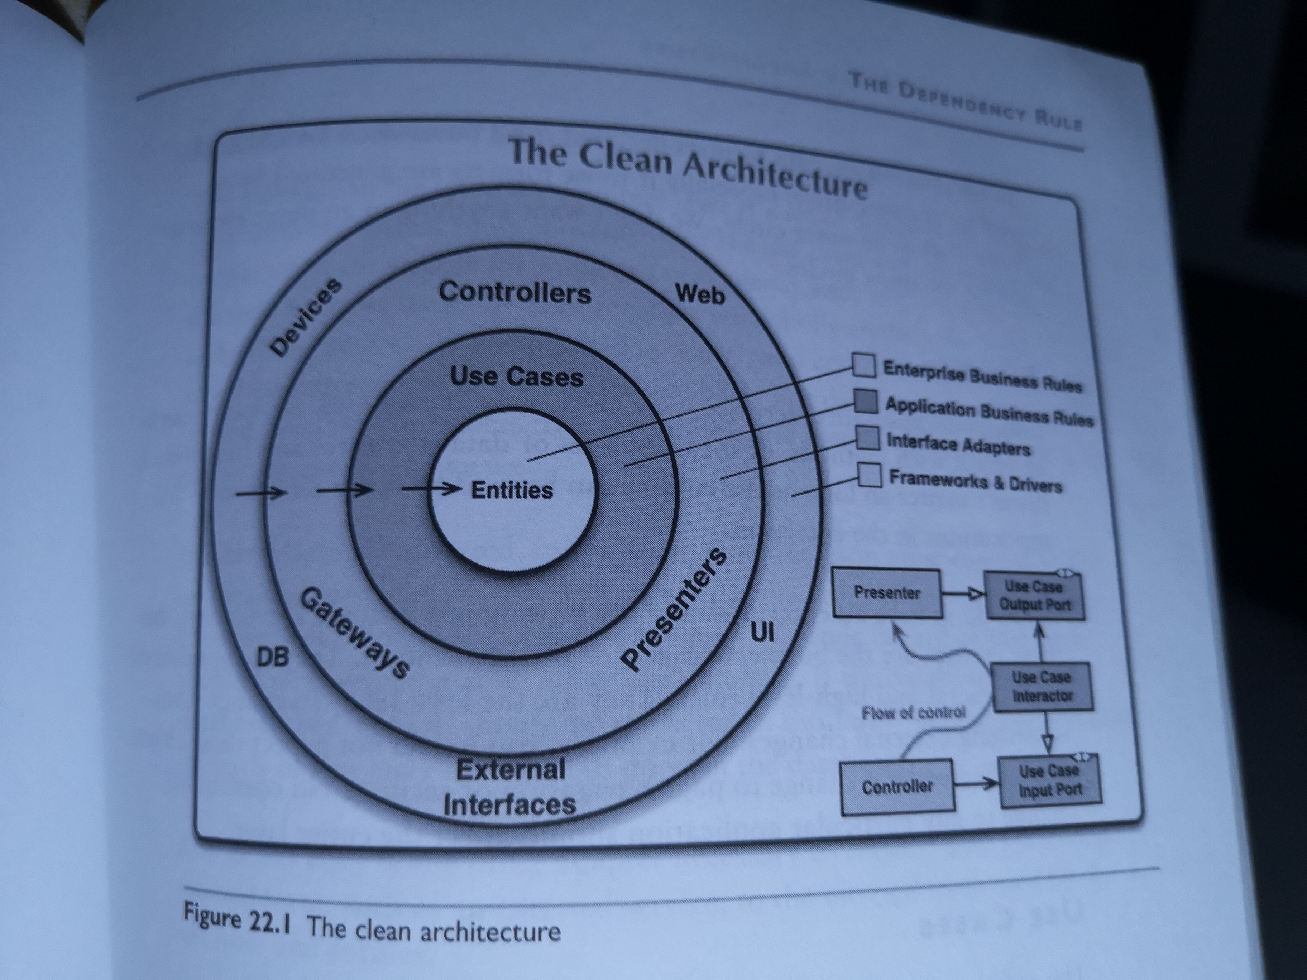 THE DEPENDENCY RULE
The Clean Architecture
Devices
Controllers
Web
Use Cases
Entities
Gateways
Presenters
DB
UI
External
Interfaces
Enterprise Business Rules
Application Business Rules
Interface Adapters
Frameworks & Drivers
Presenter
Use Case
Output Port
Use Case
Interactor
Flow of control
Controller
Use Case
Input Port
Figure 22.1 The clean architecture